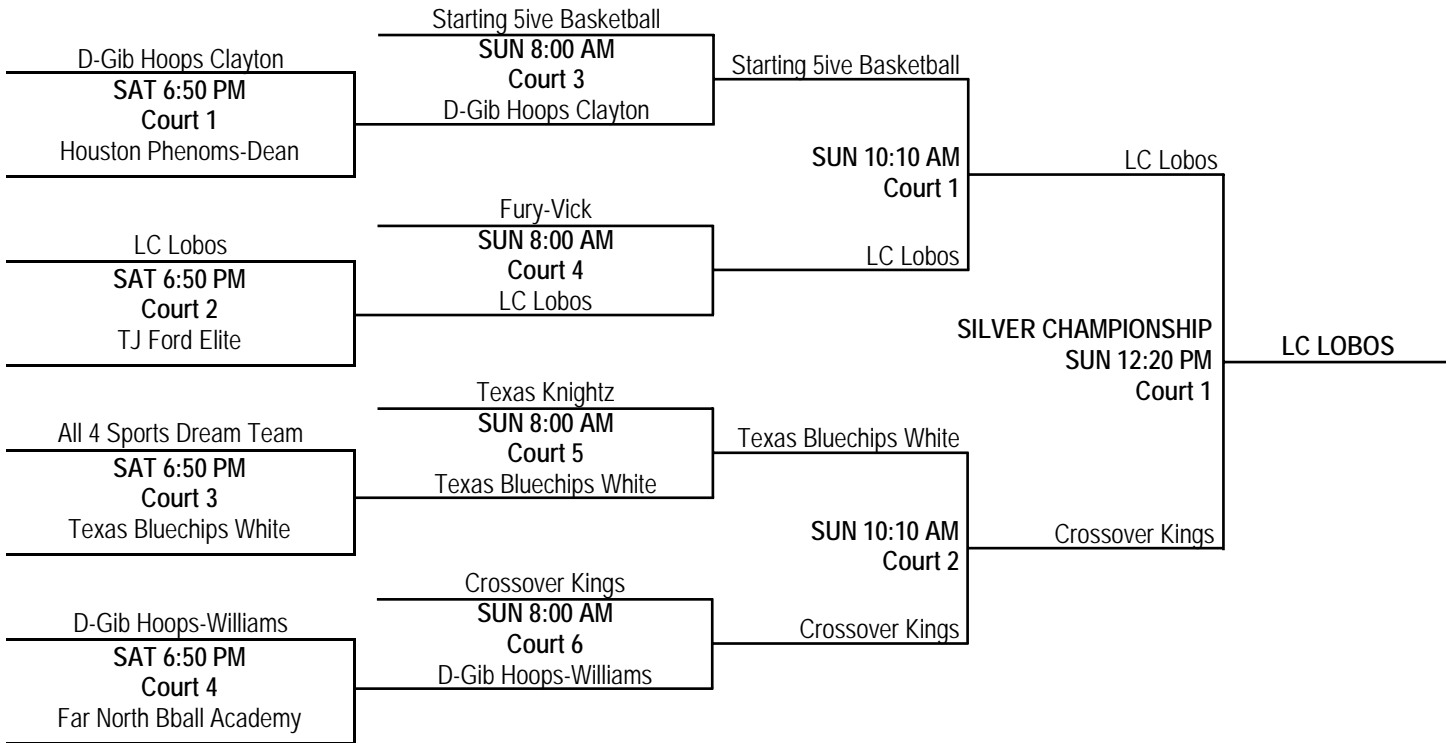 D-Gib Hoops Clayton
SAT 6:50 PM
Court 1
Houston Phenoms-Dean
LC Lobos
SAT 6:50 PM
Court 2
TJ Ford Elite
All 4 Sports Dream Team
SAT 6:50 PM
Court 3
Texas Bluechips White
D-Gib Hoops-Williams
SAT 6:50 PM
Court 4
Far North Bball Academy
Starting 5ive Basketball
SUN 8:00 AM
Court 3
D-Gib Hoops Clayton
Fury-Vick
SUN 8:00 AM
Court 4
LC Lobos
Texas Knightz
SUN 8:00 AM
Court 5
Texas Bluechips White
Crossover Kings
SUN 8:00 AM
Court 6
D-Gib Hoops-Williams
Starting 5ive Basketball
SUN 10:10 AM
Court 1
LC Lobos
Texas Bluechips White
SUN 10:10 AM
Court 2
Crossover Kings
LC Lobos
SILVER CHAMPIONSHIP
SUN 12:20 PM
Court 1
Crossover Kings
LC LOBOS